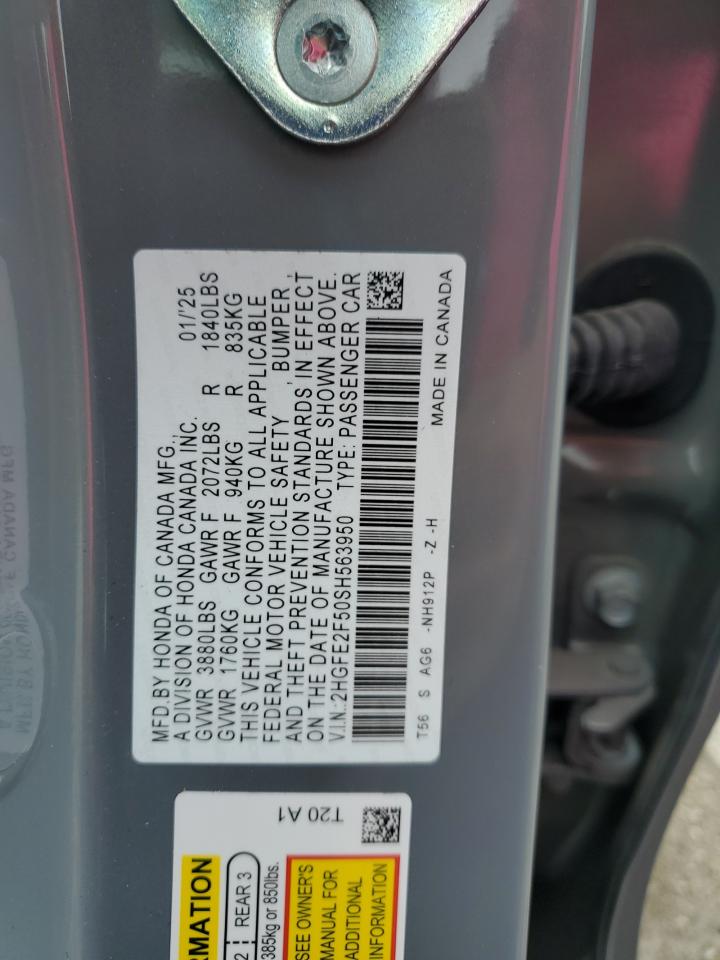 MFD.BY HONDA OF CANADA MFG., 01/'25
A DIVISION OF HONDA CANADA INC.
GVWR 3880LBS GAWR F 2072LBS R 1840LBS
GVWR 1760KG GAWR F 940KG R 835KG
THIS VEHICLE CONFORMS TO ALL APPLICABLE
FEDERAL MOTOR VEHICLE SAFETY , BUMPER ,
AND THEFT PREVENTION STANDARDS IN EFFECT
ON THE DATE OF MANUFACTURE SHOWN ABOVE.
V.I.N.:2HGFE2F50SH563950 TYPE: PASSENGER CAR
T56 S AG6 -NH912P -Z -H MADE IN CANADA
T20 A1
RMATION
2 REAR 3
385kg or 850lbs.
SEE OWNER'S
MANUAL FOR
ADDITIONAL
INFORMATION